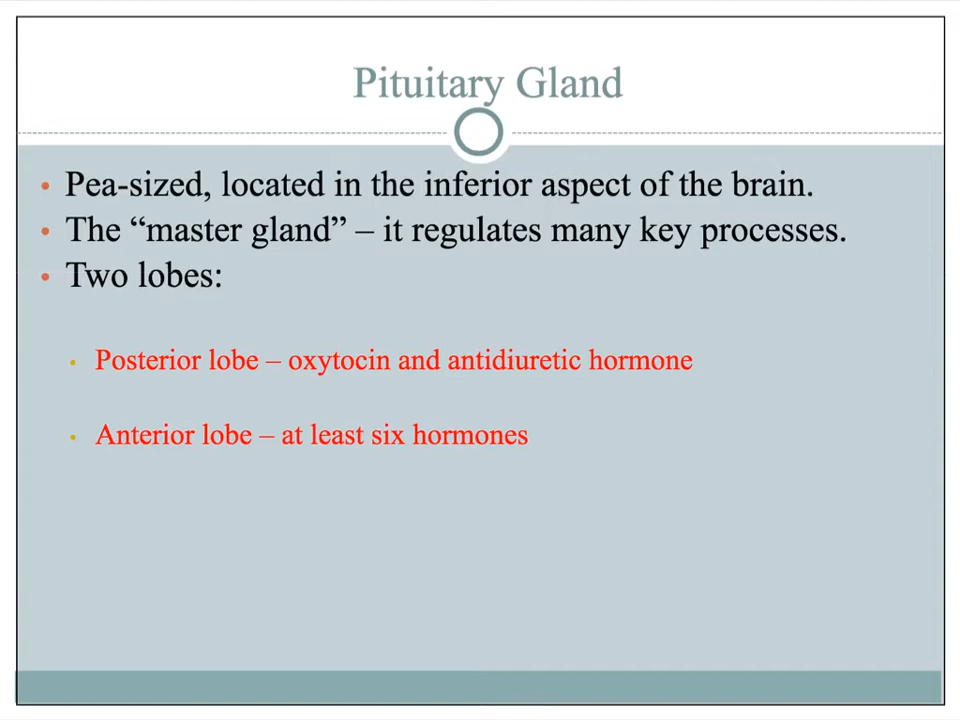 Pituitary Gland
• Pea-sized, located in the inferior aspect of the brain.
• The “master gland” – it regulates many key processes.
• Two lobes:
• Posterior lobe – oxytocin and antidiuretic hormone
• Anterior lobe – at least six hormones